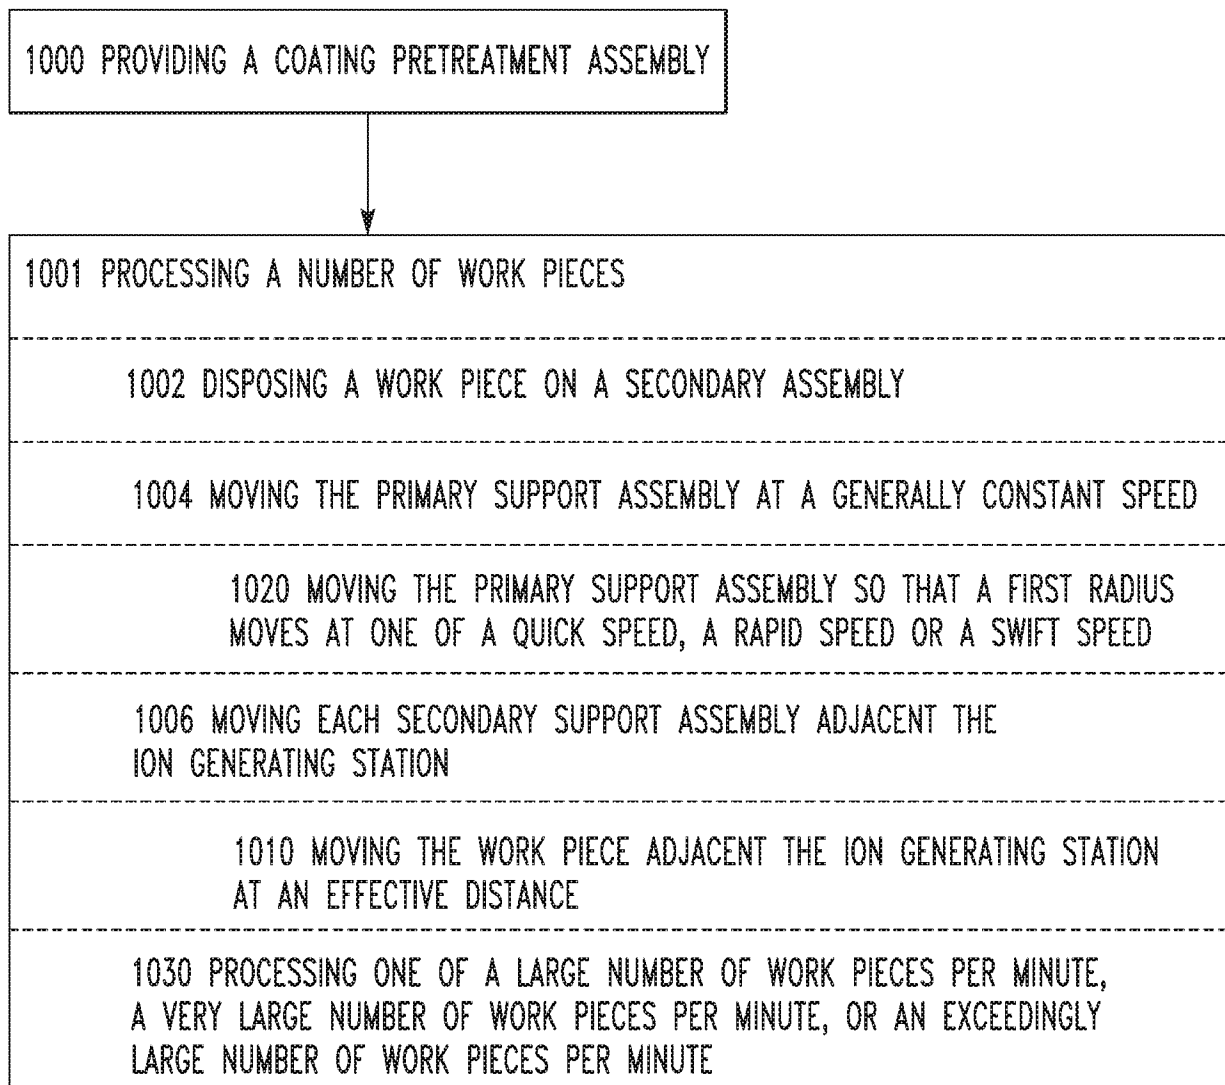 1000 PROVIDING A COATING PRETREATMENT ASSEMBLY
1001 PROCESSING A NUMBER OF WORK PIECES
1002 DISPOSING A WORK PIECE ON A SECONDARY ASSEMBLY
1004 MOVING THE PRIMARY SUPPORT ASSEMBLY AT A GENERALLY CONSTANT SPEED
1020 MOVING THE PRIMARY SUPPORT ASSEMBLY SO THAT A FIRST RADIUS
MOVES AT ONE OF A QUICK SPEED, A RAPID SPEED OR A SWIFT SPEED
1006 MOVING EACH SECONDARY SUPPORT ASSEMBLY ADJACENT THE
ION GENERATING STATION
1010 MOVING THE WORK PIECE ADJACENT THE ION GENERATING STATION
AT AN EFFECTIVE DISTANCE
1030 PROCESSING ONE OF A LARGE NUMBER OF WORK PIECES PER MINUTE,
A VERY LARGE NUMBER OF WORK PIECES PER MINUTE, OR AN EXCEEDINGLY
LARGE NUMBER OF WORK PIECES PER MINUTE